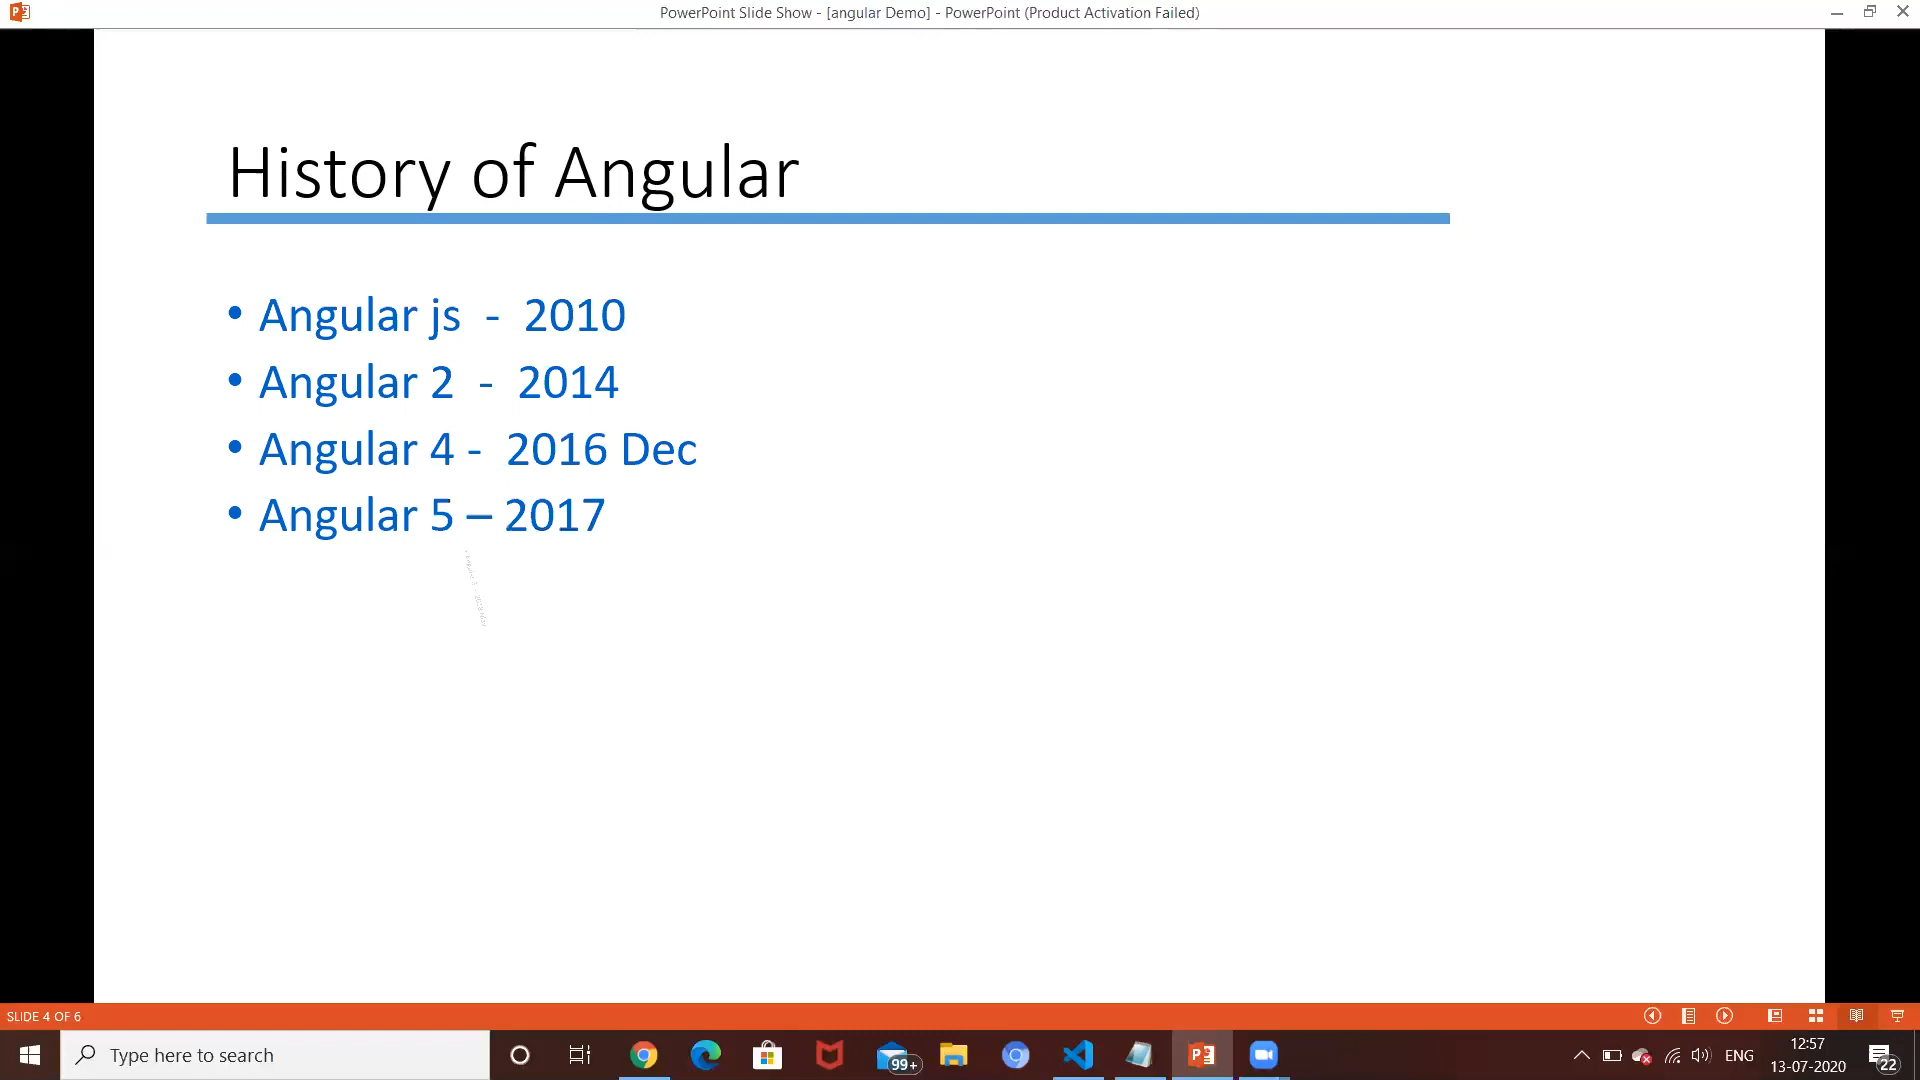 PowerPoint Slide Show - [angular Demo] - PowerPoint (Product Activation Failed)
History of Angular
• Angular js - 2010
• Angular 2 - 2014
• Angular 4 - 2016 Dec
• Angular 5 – 2017
SLIDE 4 OF 6
Type here to search
99+
ENG
12:57
13-07-2020
22